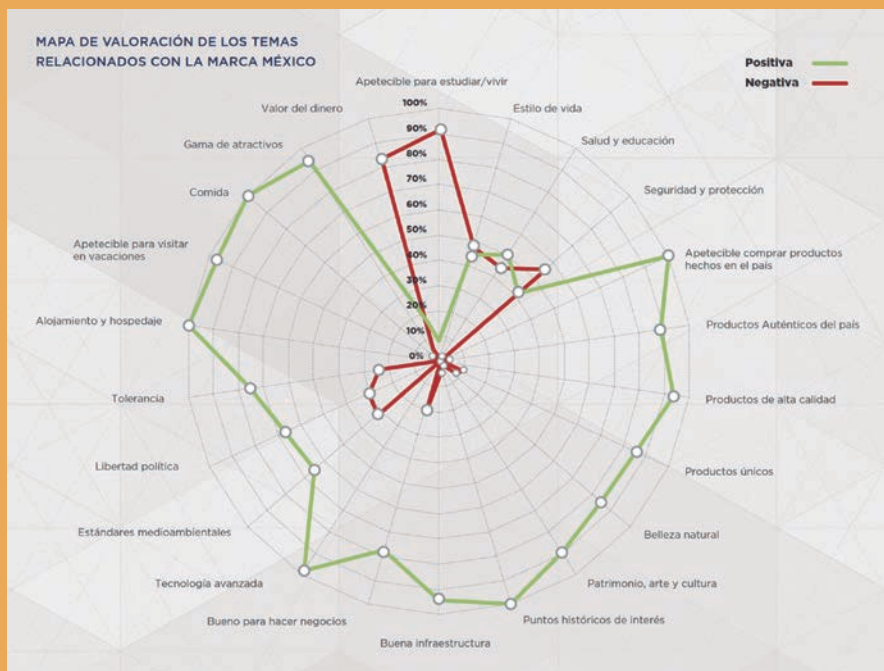 MAPA DE VALORACIÓN DE LOS TEMAS
RELACIONADOS CON LA MARCA MÉXICO
Positiva
Negativa
Apetecible para estudiar/vivir
Estilo de vida
Salud y educación
Seguridad y protección
Apetecible comprar productos
hechos en el país
Productos Auténticos del país
Productos de alta calidad
Productos únicos
Belleza natural
Patrimonio, arte y cultura
Puntos históricos de interés
Buena infraestructura
Bueno para hacer negocios
Tecnología avanzada
Estándares medioambientales
Libertad política
Tolerancia
Alojamiento y hospedaje
Apetecible para visitar
en vacaciones
Comida
Gama de atractivos
Valor del dinero
100%
90%
80%
70%
60%
50%
40%
30%
20%
10%
0%